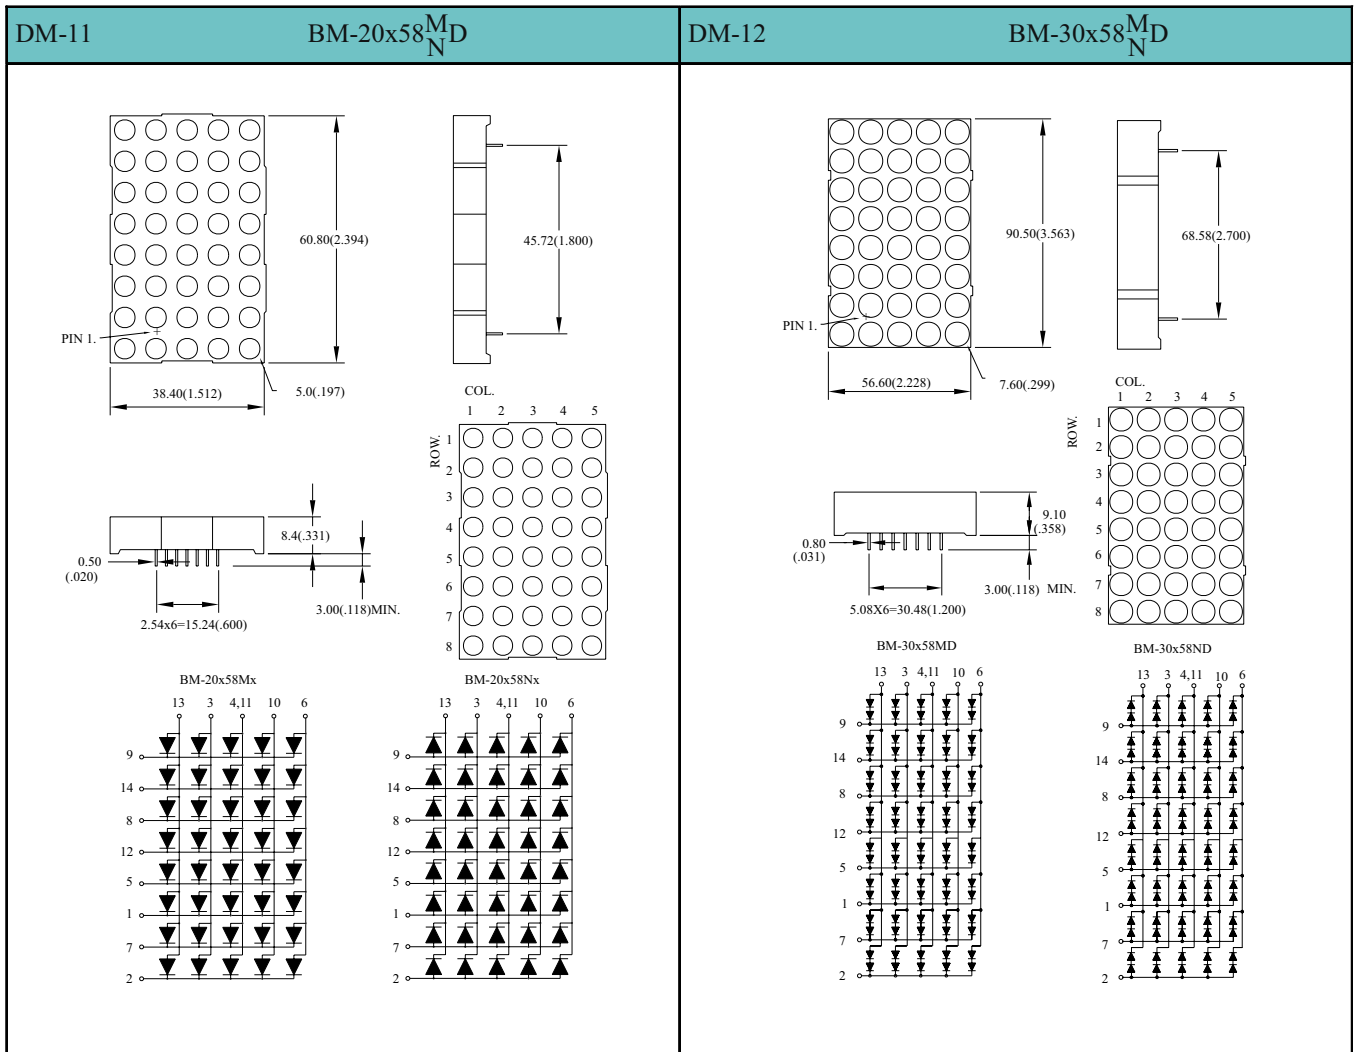 DM-11 BM-20x58MD
N
DM-12 BM-30x58MD
N
60.80(2.394)
45.72(1.800)
PIN 1.
38.40(1.512)
5.0(.197)
COL.
1 2 3 4 5
ROW.
1
2
3
4
5
6
7
8
8.4(.331)
0.50
(.020)
3.00(.118)MIN.
2.54x6=15.24(.600)
BM-20x58Mx
13 3 4,11 10 6
9
14
8
12
5
1
7
2
BM-20x58Nx
13 3 4,11 10 6
9
14
8
12
5
1
7
2
90.50(3.563)
68.58(2.700)
PIN 1.
56.60(2.228)
7.60(.299)
COL.
1 2 3 4 5
ROW.
1
2
3
4
5
6
7
8
9.10
(.358)
0.80
(.031)
3.00(.118) MIN.
5.08X6=30.48(1.200)
BM-30x58MD
13 3 4,11 10 6
9
14
8
12
5
1
7
2
BM-30x58ND
13 3 4,11 10 6
9
14
8
12
5
1
7
2